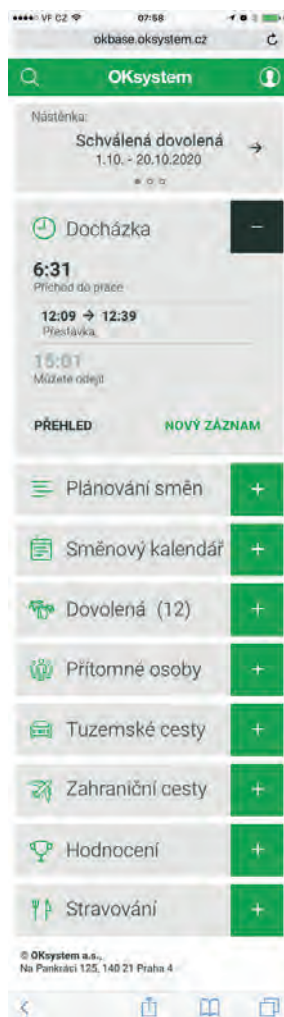 VF CZ
07:58
okbase.oksystem.cz
OKsystem
Nástěnka:
Schválená dovolená
1.10. - 20.10.2020
Docházka
6:31
Příchod do práce
12:09 → 12:39
Přestávka
15:01
Můžete odejít
PŘEHLED
NOVÝ ZÁZNAM
Plánování směn
Směnový kalendář
Dovolená (12)
Přítomné osoby
Tuzemské cesty
Zahraniční cesty
Hodnocení
Stravování
© OKsystem a.s.,
Na Pankráci 125, 140 21 Praha 4